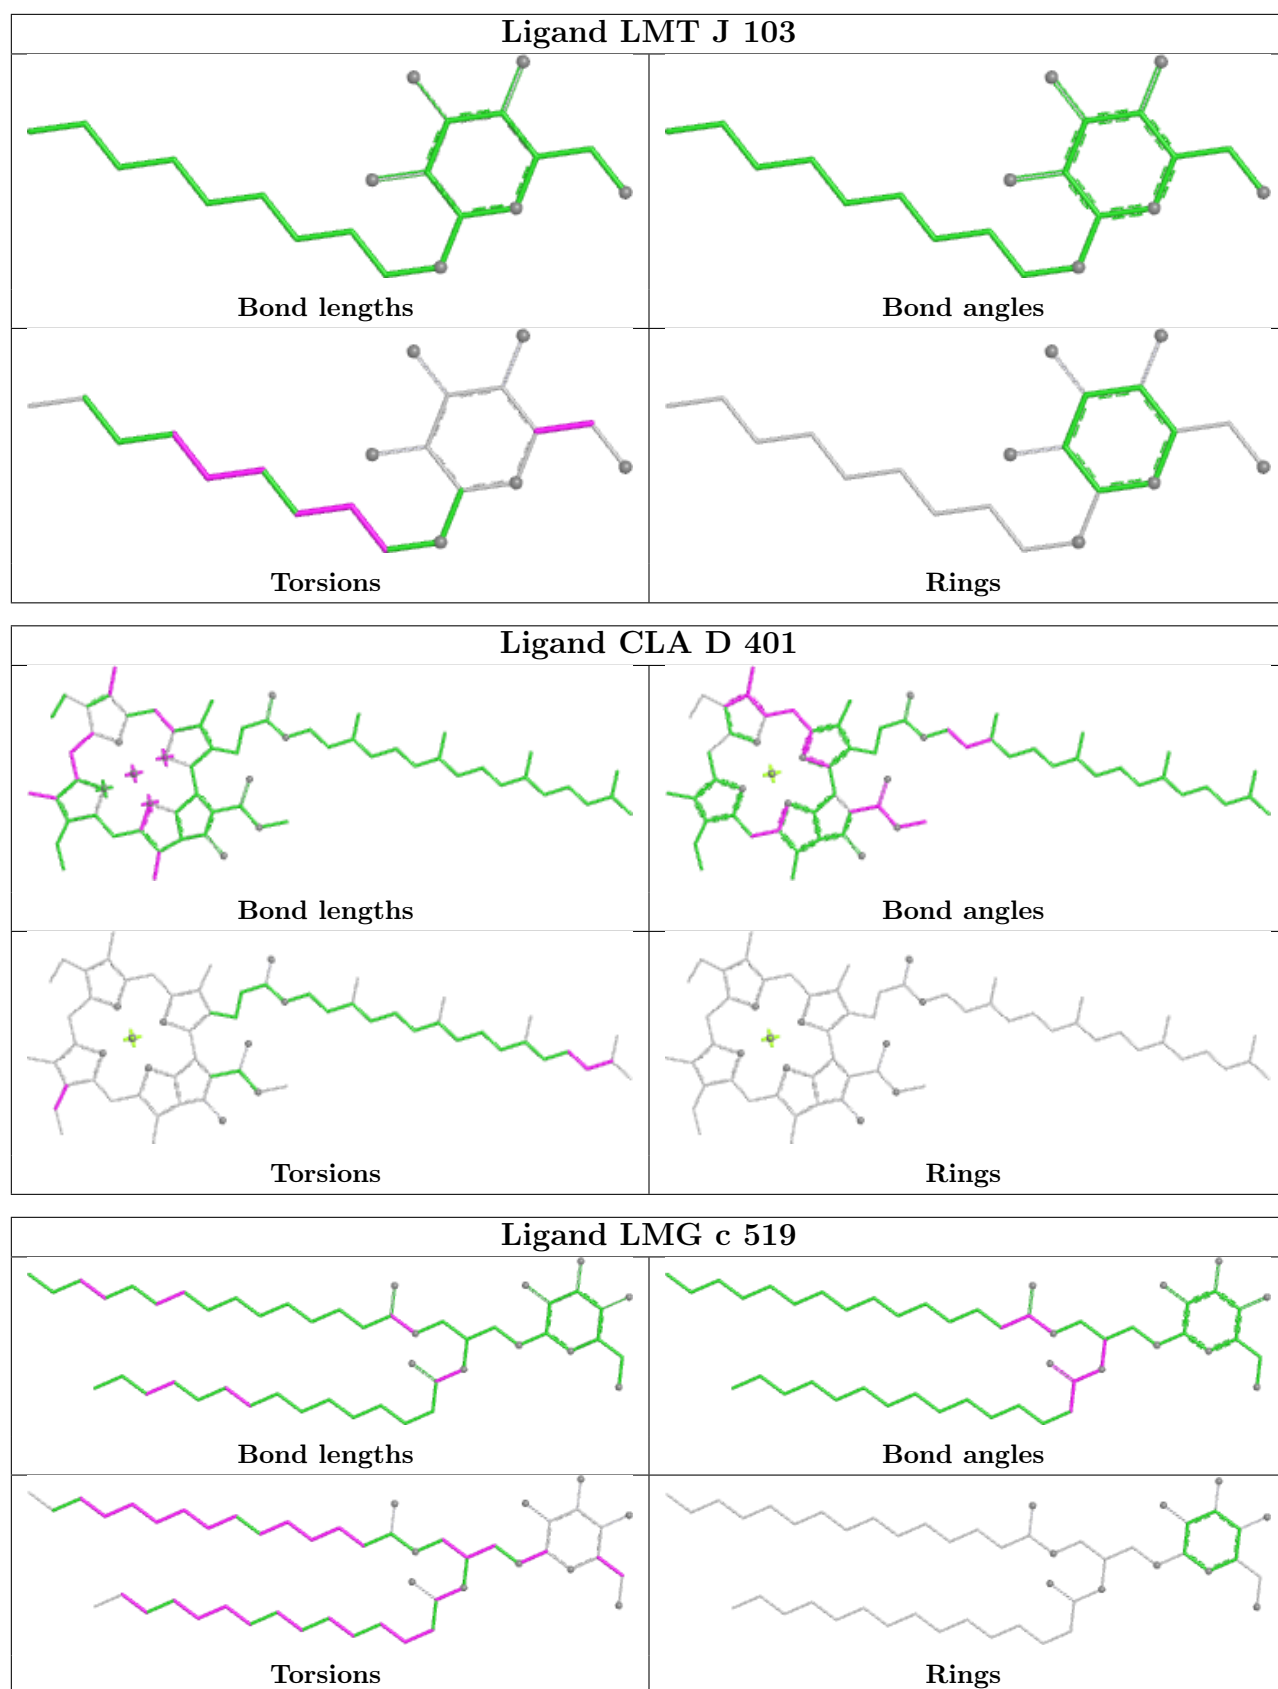 Ligand LMT J 103
Bond lengths
Bond angles
Torsions
Rings
Ligand CLA D 401
Bond lengths
Bond angles
Torsions
Rings
Ligand LMG c 519
Bond lengths
Bond angles
Torsions
Rings